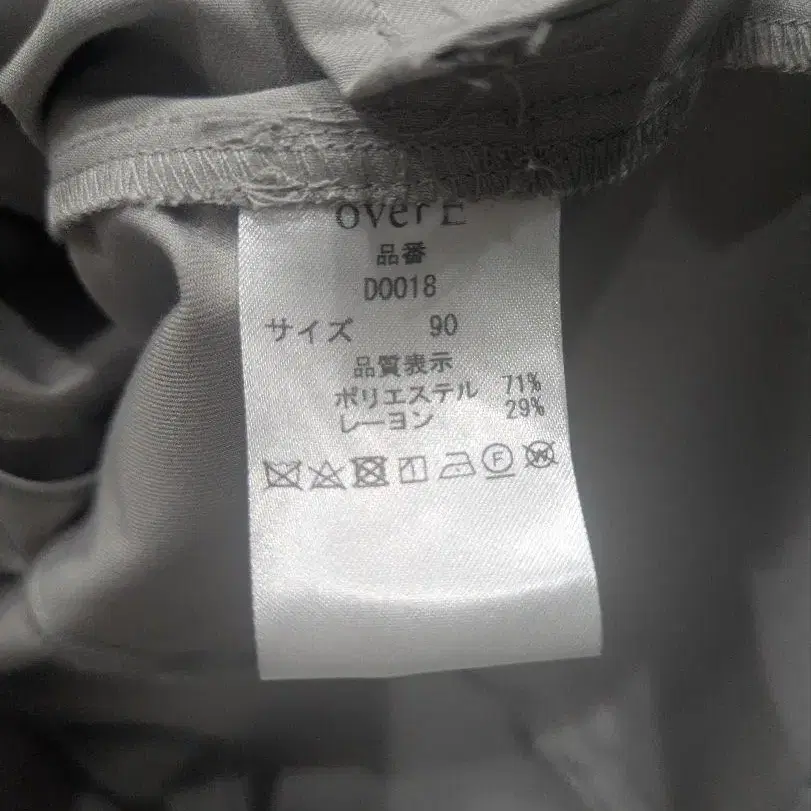 overE
品番
D0018
サイズ 90
品質表示
ポリエステル 71%
レーヨン 29%
F W